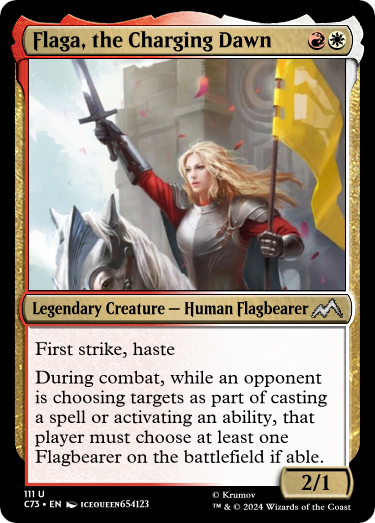 Flaga, the Charging Dawn
Legendary Creature — Human Flagbearer
First strike, haste
During combat, while an opponent
is choosing targets as part of casting
a spell or activating an ability, that
player must choose at least one
Flagbearer on the battlefield if able.
2/1
111 U
C73 • EN ICEQUEEN654123
© Krumov
™ & © 2024 Wizards of the Coast